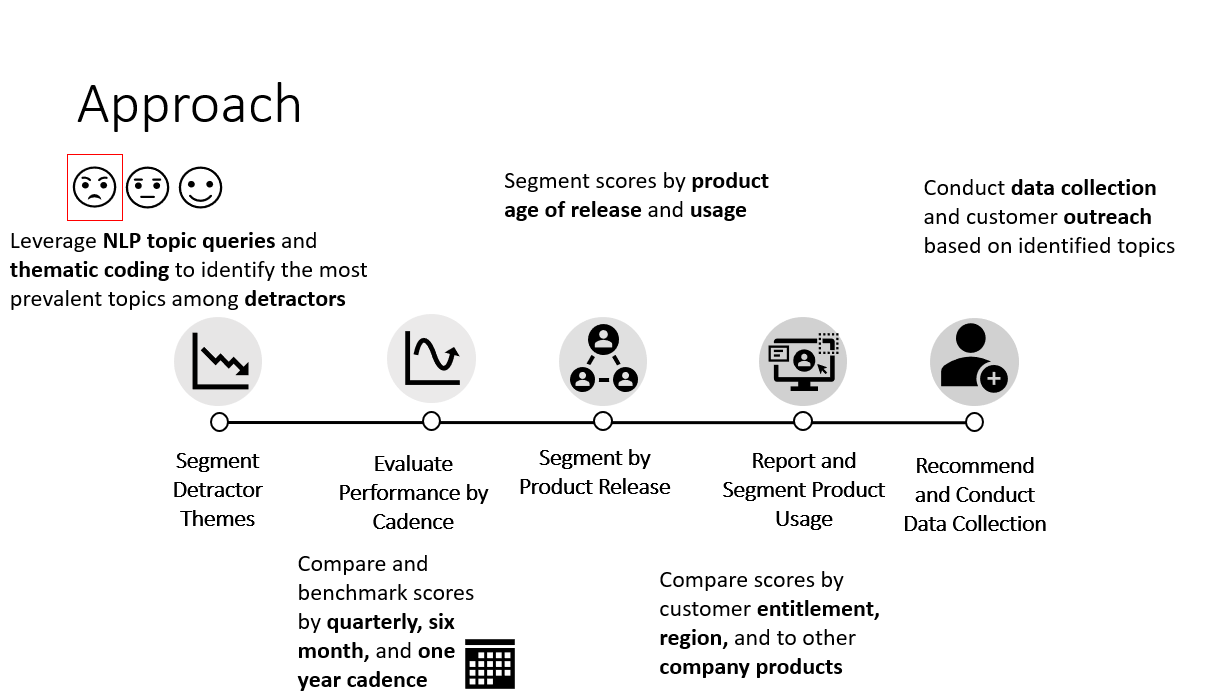 Approach
Leverage NLP topic queries and
thematic coding to identify the most
prevalent topics among detractors
Segment scores by product
age of release and usage
Conduct data collection
and customer outreach
based on identified topics
Segment
Detractor
Themes
Evaluate
Performance by
Cadence
Segment by
Product Release
Report and
Segment Product
Usage
Recommend
and Conduct
Data Collection
Compare and
benchmark scores
by quarterly, six
month, and one
year cadence
Compare scores by
customer entitlement,
region, and to other
company products